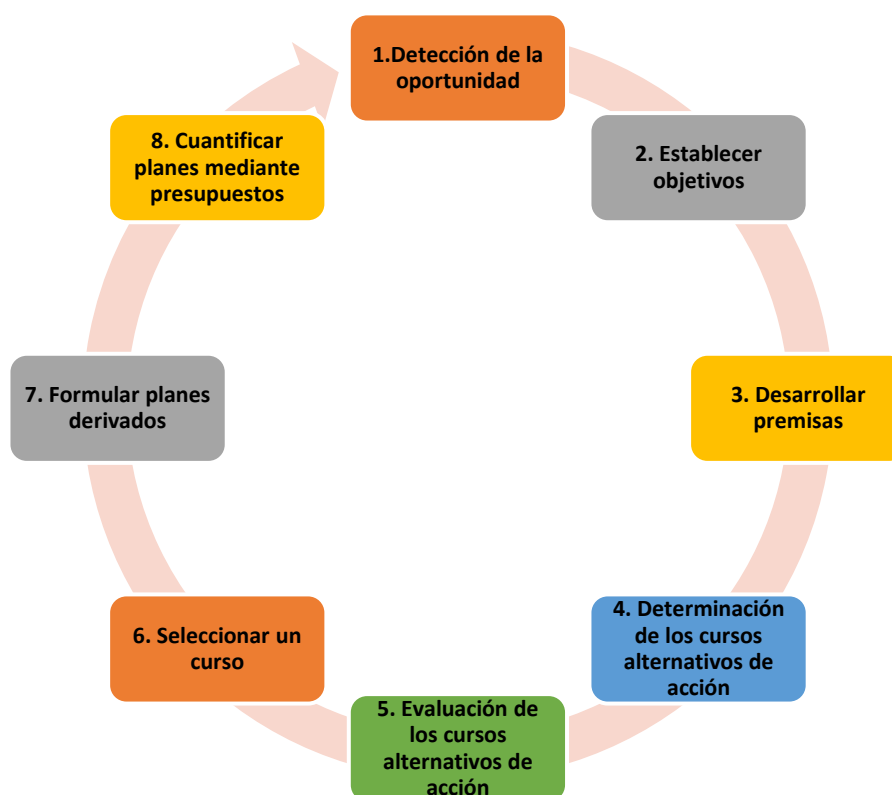 1.Detección de la
oportunidad
2. Establecer
objetivos
3. Desarrollar
premisas
4. Determinación
de los cursos
alternativos de
acción
5. Evaluación de
los cursos
alternativos de
acción
6. Seleccionar un
curso
7. Formular planes
derivados
8. Cuantificar
planes mediante
presupuestos